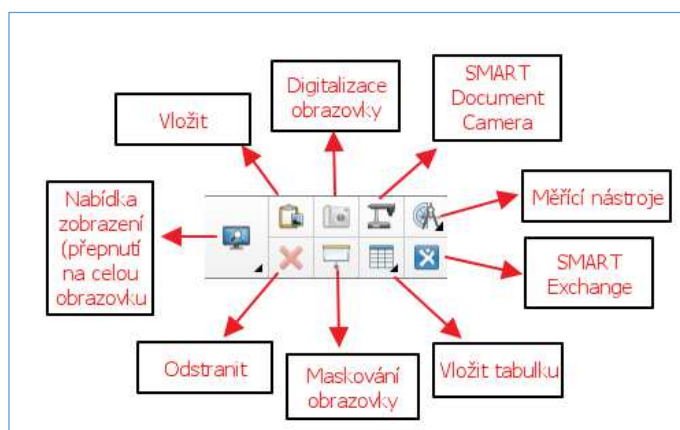 Digitalizace
obrazovky
SMART
Document
Camera
Vložit
Nabídka
zobrazení
(přepnutí
na celou
obrazovku
Měřící nástroje
SMART
Exchange
Odstranit
Maskování
obrazovky
Vložit tabulku